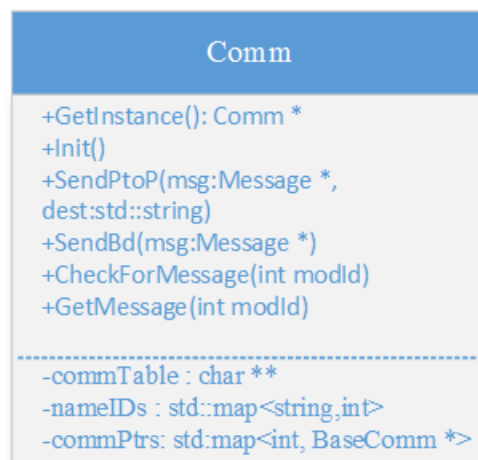 Comm
+GetInstance(): Comm *
+Init()
+SendPtoP(msg:Message *,
dest:std::string)
+SendBd(msg:Message *)
+CheckForMessage(int modId)
+GetMessage(int modId)
-commTable : char **
-nameIDs : std::map<string,int>
-commPtrs: std:map<int, BaseComm *>